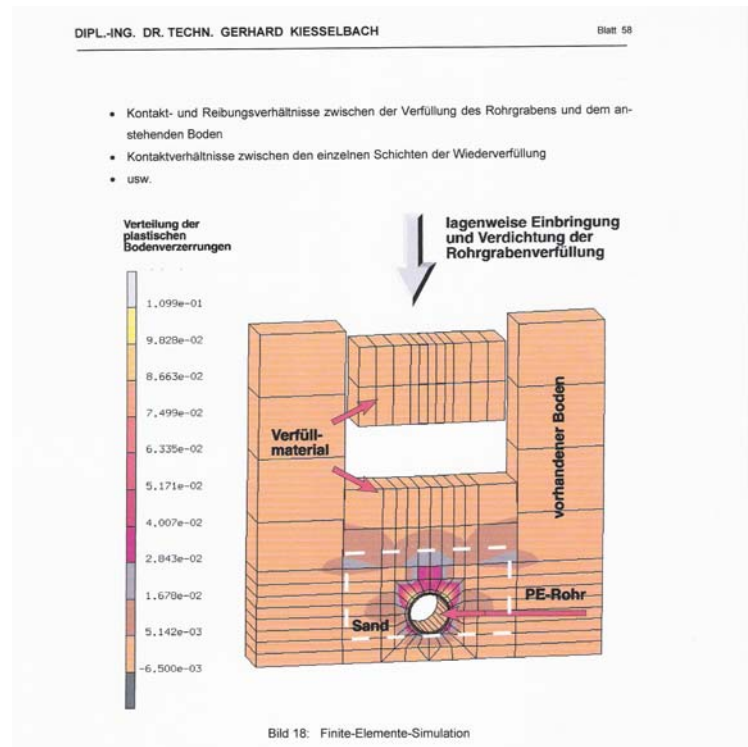 DIPL.-ING. DR. TECHN. GERHARD KIESSELBACH
Blatt 58
• Kontakt- und Reibungsverhältnisse zwischen der Verfüllung des Rohrgrabens und dem an-
stehenden Boden
• Kontaktverhältnisse zwischen den einzelnen Schichten der Wiederverfüllung
• usw.
Verteilung der
plastischen
Bodenverzerrungen
lagenweise Einbringung
und Verdichtung der
Rohrgrabenverfüllung
1.099e-01
9.828e-02
8.663e-02
7.499e-02
6.335e-02
5.171e-02
4.007e-02
2.843e-02
1.678e-02
5.142e-03
-6.500e-03
Verfüll-
material
vorhandener Boden
PE-Rohr
Sand
Bild 18: Finite-Elemente-Simulation